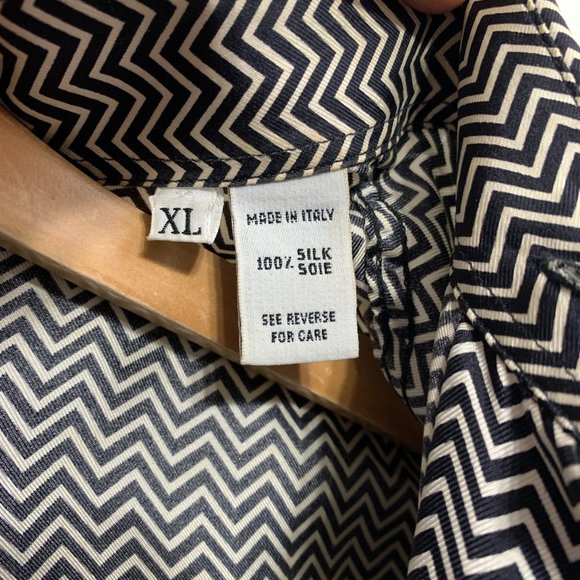 XL
MADE IN ITALY
100% SILK
SOIE
SEE REVERSE
FOR CARE